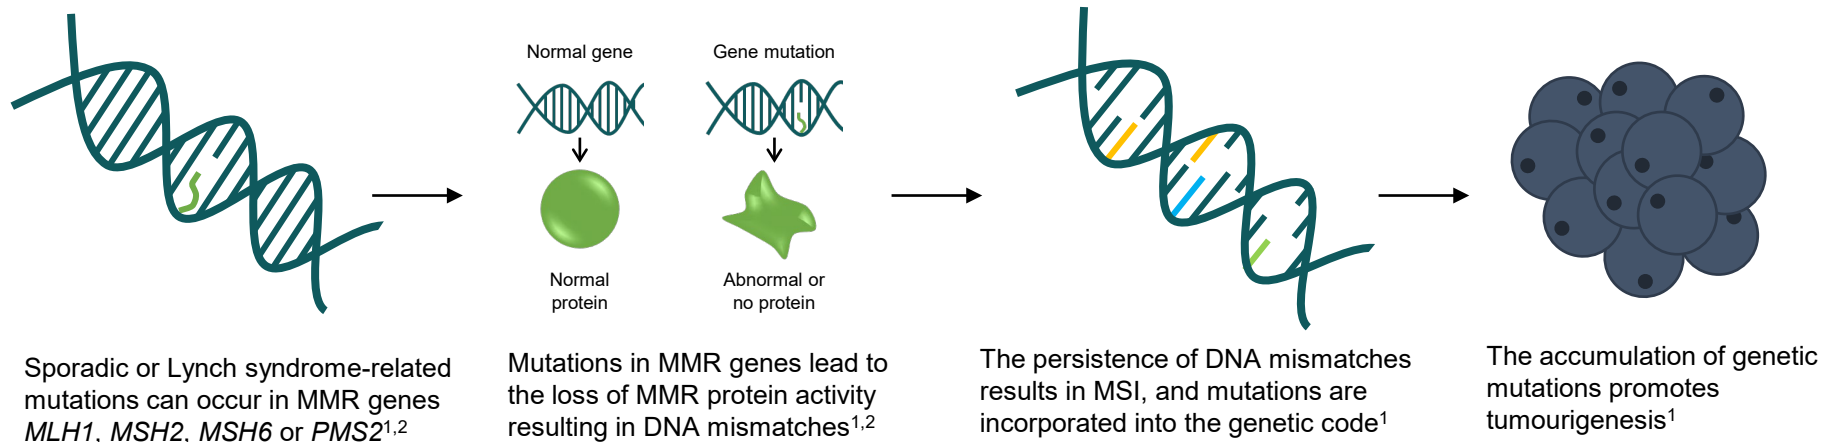 Normal gene
Gene mutation
Normal
protein
Abnormal or
no protein
Sporadic or Lynch syndrome-related
mutations can occur in MMR genes
MLH1, MSH2, MSH6 or PMS2¹,²
Mutations in MMR genes lead to
the loss of MMR protein activity
resulting in DNA mismatches¹,²
The persistence of DNA mismatches
results in MSI, and mutations are
incorporated into the genetic code¹
The accumulation of genetic
mutations promotes
tumourigenesis¹